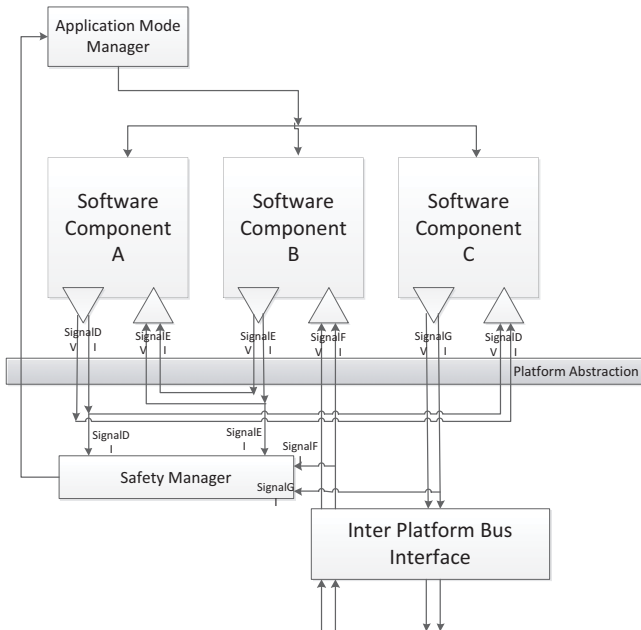 Application Mode
Manager
Software
Component
A
Software
Component
B
Software
Component
C
SignalD
V I
SignalE
V I
SignalE
V I
SignalF
V I
SignalG
V I
SignalD
V I
Platform Abstraction
SignalD
I
SignalE
I
SignalF
I
Safety Manager
SignalG
I
Inter Platform Bus
Interface